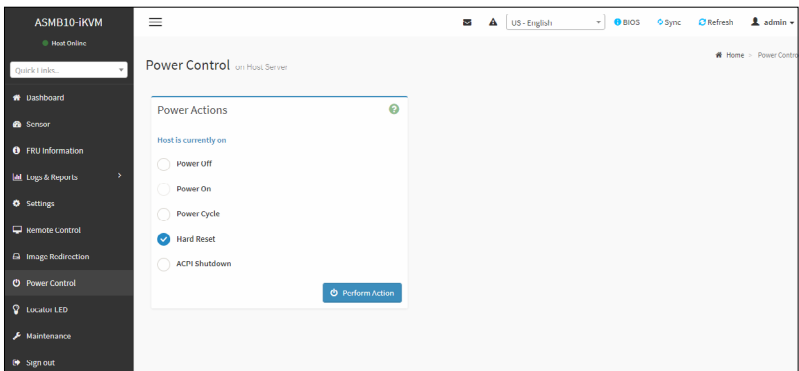 ASMB10-iKVM
Host Online
Quick Links...
Dashboard
Sensor
FRU Information
Logs & Reports
Settings
Remote Control
Image Redirection
Power Control
Locator LED
Maintenance
Sign out
US - English
BIOS
Sync
Refresh
admin
Power Control on Host Server
Home > Power Contro
Power Actions
Host is currently on
Power Off
Power On
Power Cycle
Hard Reset
ACPI Shutdown
Perform Action